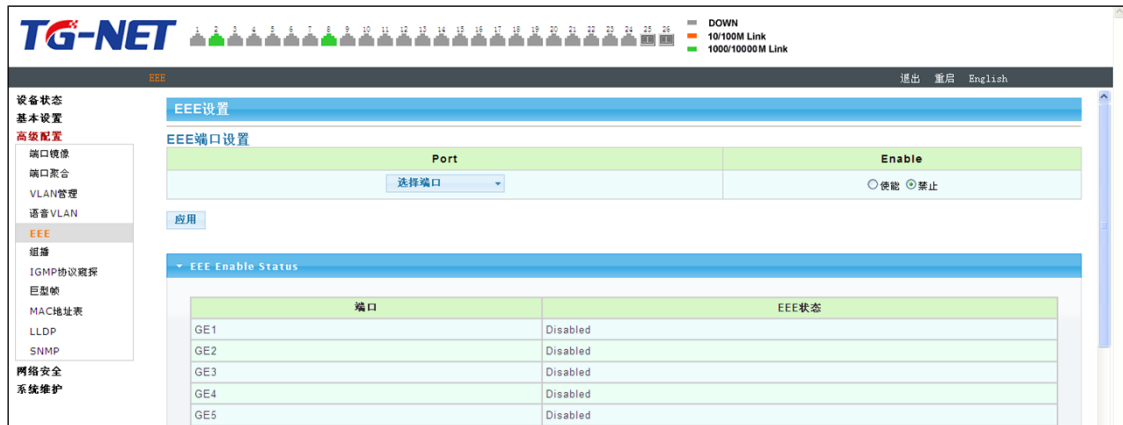 TG-NET
1 2 3 4 5 6 7 8 9 10 11 12 13 14 15 16 17 18 19 20 21 22 23 24 25 26
DOWN
10/100M Link
1000/10000M Link
EEE
退出 重启 English
设备状态
基本设置
高级配置
端口镜像
端口聚合
VLAN管理
语音VLAN
EEE
组播
IGMP协议窥探
巨型帧
MAC地址表
LLDP
SNMP
网络安全
系统维护
EEE设置
EEE端口设置
Port Enable
选择端口 使能 禁止
应用
EEE Enable Status
端口 EEE状态
GE1 Disabled
GE2 Disabled
GE3 Disabled
GE4 Disabled
GE5 Disabled